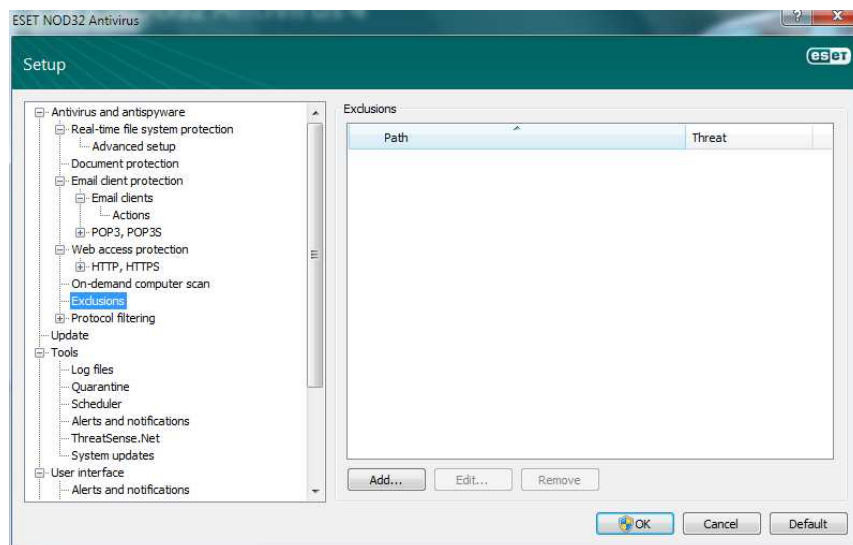 ESET NOD32 Antivirus
Setup
eseT
Antivirus and antispyware
Real-time file system protection
Advanced setup
Document protection
Email client protection
Email clients
Actions
POP3, POP3S
Web access protection
HTTP, HTTPS
On-demand computer scan
Exclusions
Protocol filtering
Update
Tools
Log files
Quarantine
Scheduler
Alerts and notifications
ThreatSense.Net
System updates
User interface
Alerts and notifications
Exclusions
Path Threat
Add... Edit... Remove
OK Cancel Default